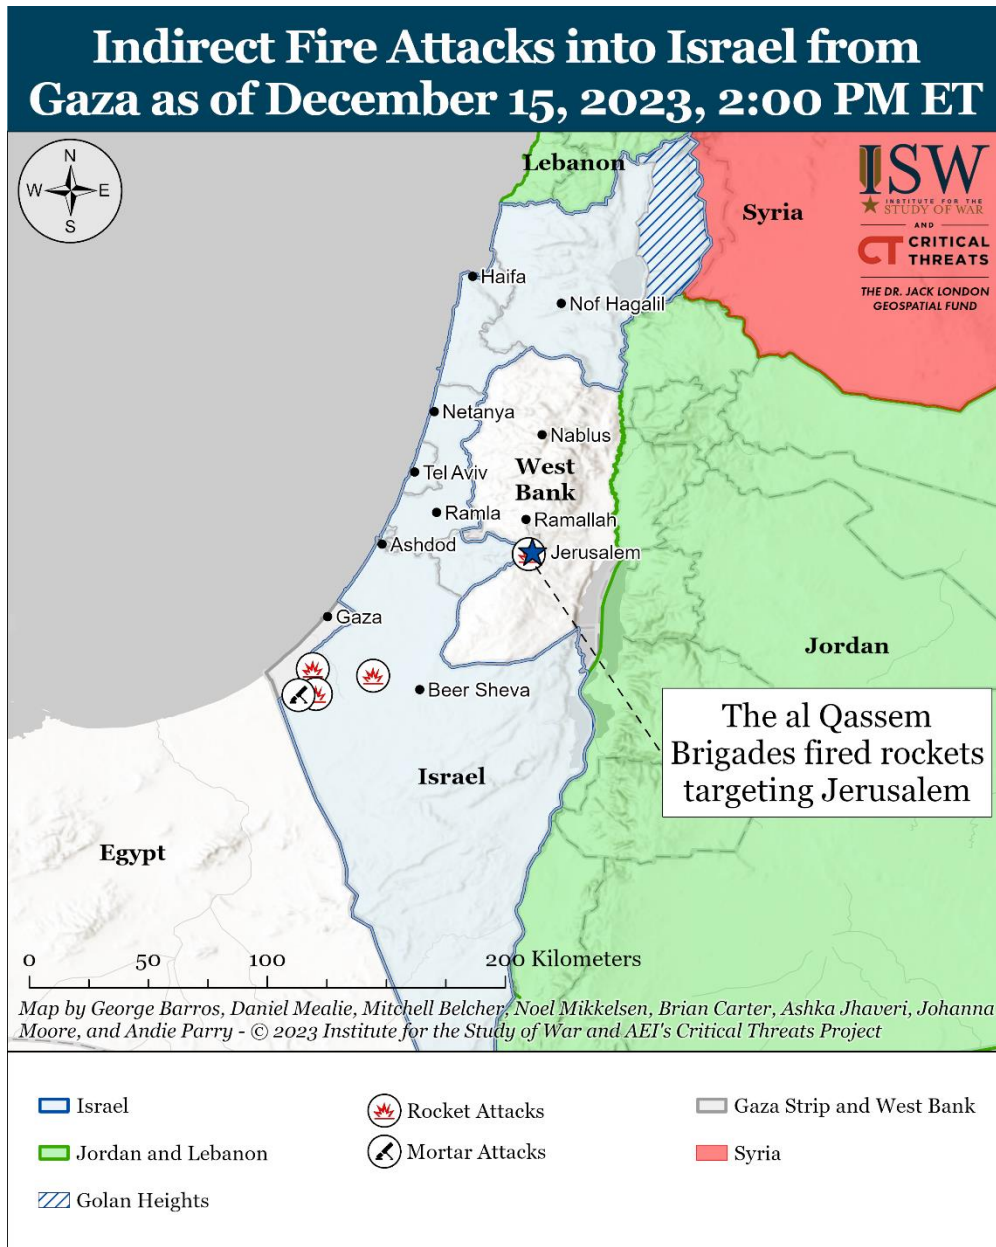 Indirect Fire Attacks into Israel from
Gaza as of December 15, 2023, 2:00 PM ET
N
W
E
S
Lebanon
Syria
ISW
INSTITUTE FOR THE
STUDY OF WAR
AND
CT CRITICAL
THREATS
THE DR. JACK LONDON
GEOSPATIAL FUND
Haifa
Nof Hagalil
Netanya
Nablus
Tel Aviv
West
Bank
Ramla
Ramallah
Ashdod
Jerusalem
Gaza
Jordan
Beer Sheva
The al Qassem
Brigades fired rockets
targeting Jerusalem
Israel
Egypt
0 50 100 200 Kilometers
Map by George Barros, Daniel Mealie, Mitchell Belcher, Noel Mikkelsen, Brian Carter, Ashka Jhaveri, Johanna
Moore, and Andie Parry - © 2023 Institute for the Study of War and AEI's Critical Threats Project
Israel
Rocket Attacks
Gaza Strip and West Bank
Jordan and Lebanon
Mortar Attacks
Syria
Golan Heights